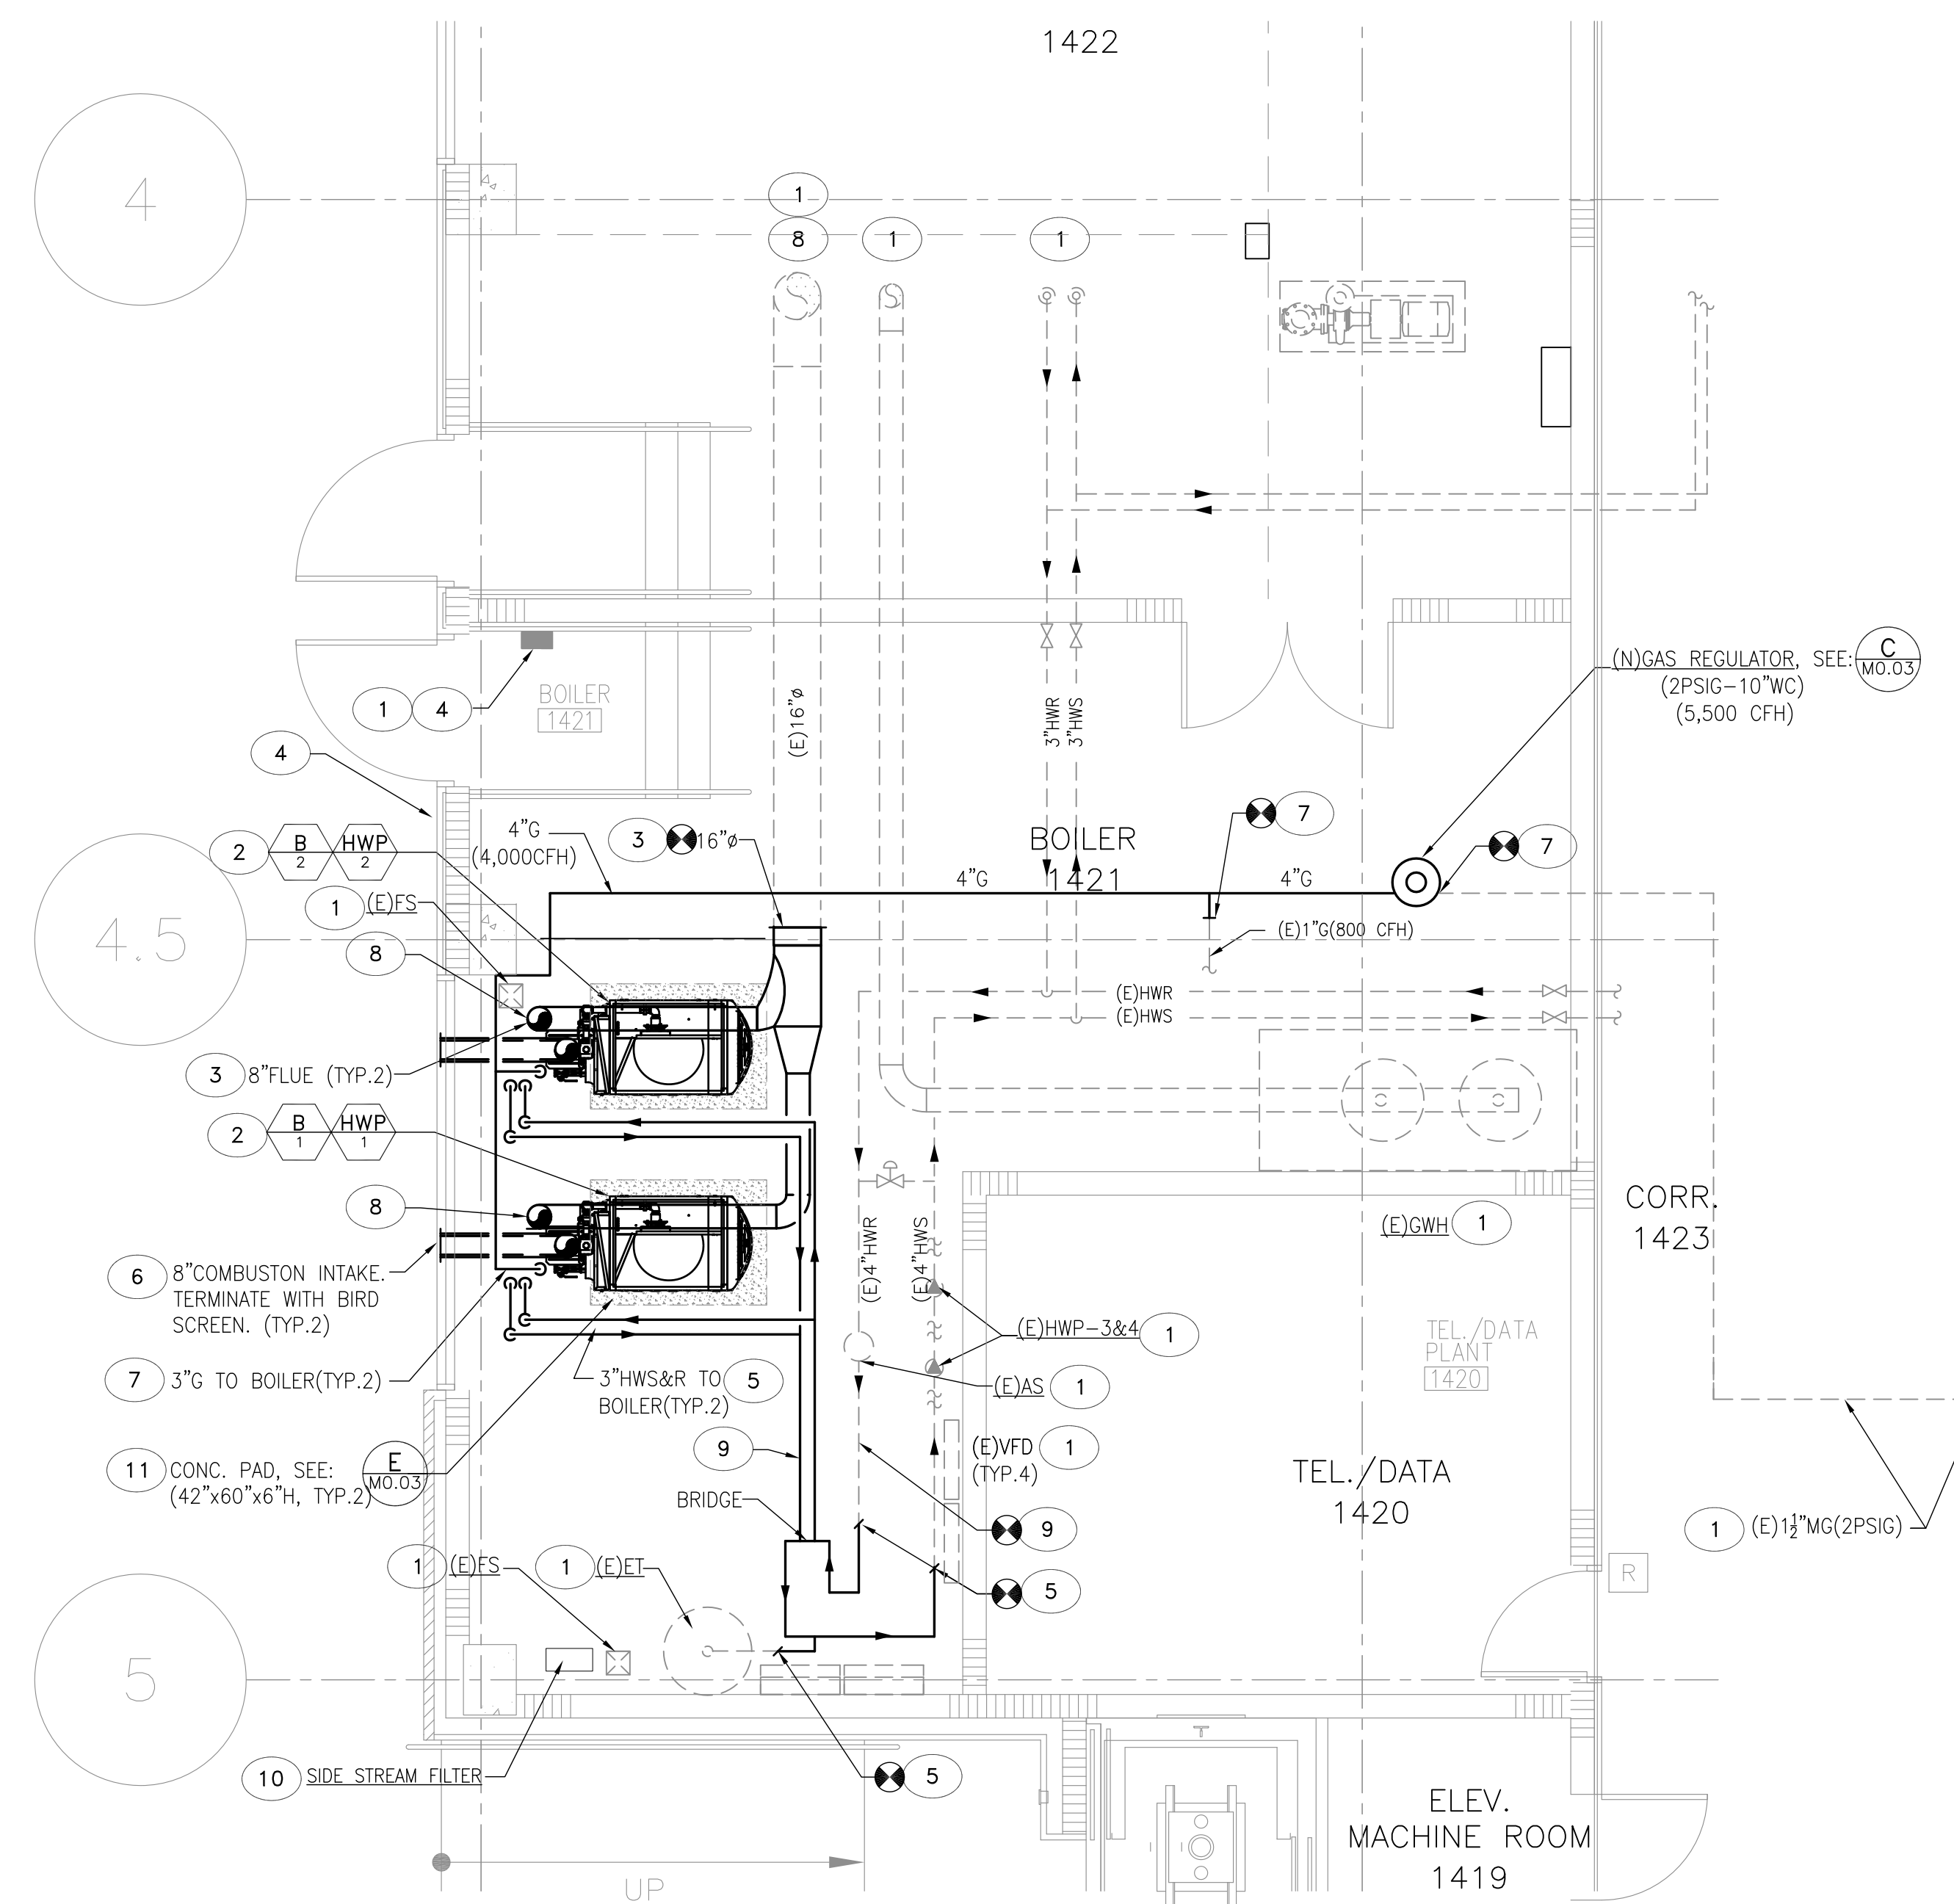 1422
4
1
8
1
1
(N)GAS REGULATOR, SEE:
C
M0.03
(2PSIG-10"WC)
(5,500 CFH)
1
4
BOILER
1421
(E)16"ø
3"HWR
3"HWS
4
2
B
2
HWP
2
4"G
(4,000CFH)
3
16"ø
BOILER
1421
7
7
4"G
4"G
1
(E)FS
(E)1"G(800 CFH)
4.5
8
(E)HWR
(E)HWS
3
8"FLUE (TYP.2)
2
B
1
HWP
1
8
(E)4"HWR
(E)4"HWS
(E)GWH
1
CORR.
1423
6
8"COMBUSTON INTAKE.
TERMINATE WITH BIRD
SCREEN. (TYP.2)
(E)HWP-3&4
1
TEL./DATA
PLANT
1420
7
3"G TO BOILER(TYP.2)
3"HWS&R TO
BOILER(TYP.2)
5
(E)AS
1
9
(E)VFD
(TYP.4)
1
11
CONC. PAD, SEE:
(42"x60"x6"H, TYP.2)
E
M0.03
TEL./DATA
1420
BRIDGE
9
1
(E)1½"MG(2PSIG)
1
(E)FS
1
(E)ET
5
R
5
10
SIDE STREAM FILTER
5
T
ELEV.
MACHINE ROOM
1419
UP